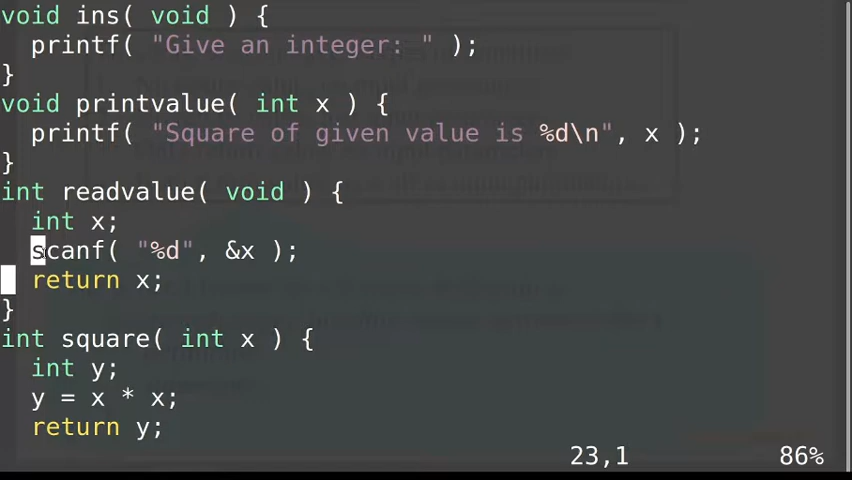 void ins( void ) {
  printf( "Give an integer: " );
}
void printvalue( int x ) {
  printf( "Square of given value is %d\n", x );
}
int readvalue( void ) {
  int x;
  scanf( "%d", &x );
  return x;
}
int square( int x ) {
  int y;
  y = x * x;
  return y;
23,1 86%